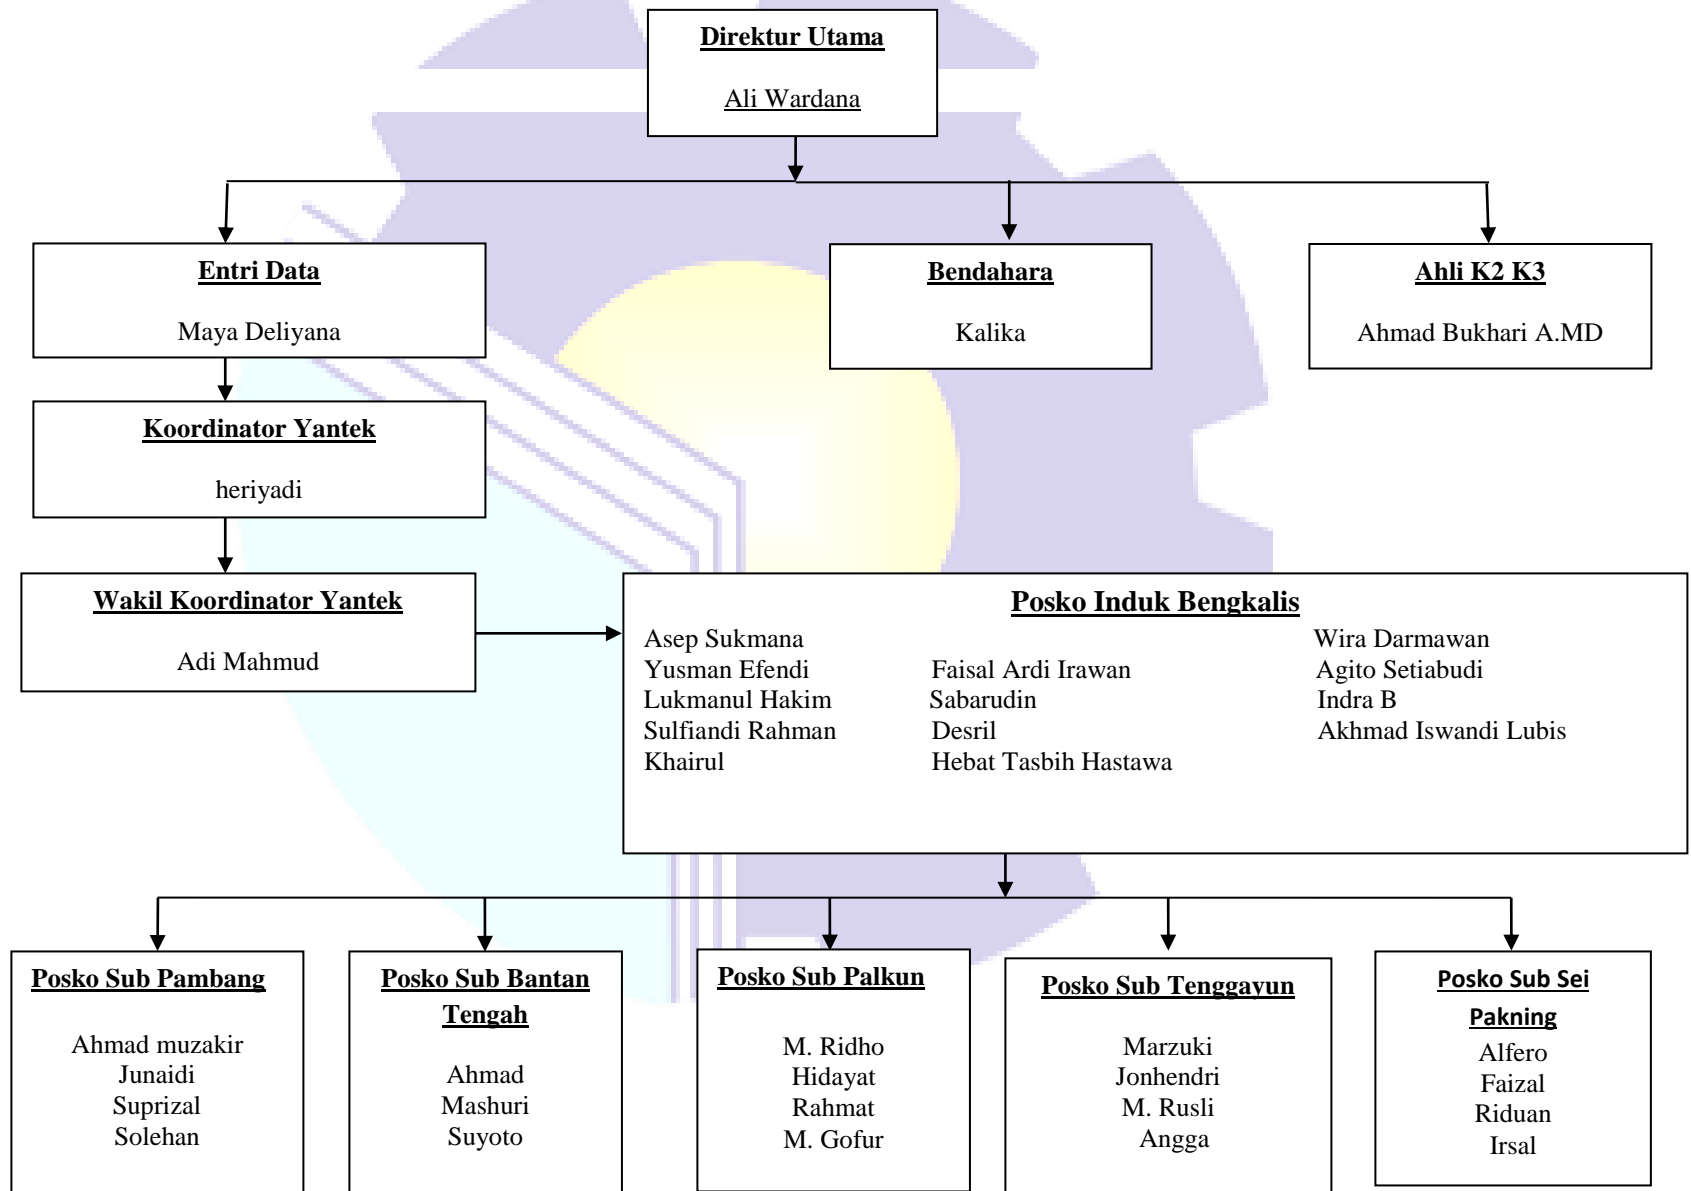 Direktur Utama
Ali Wardana
Entri Data
Maya Deliyana
Bendahara
Kalika
Ahli K2 K3
Ahmad Bukhari A.MD
Koordinator Yantek
heriyadi
Wakil Koordinator Yantek
Adi Mahmud
Posko Induk Bengkalis
Asep Sukmana
Yusman Efendi
Lukmanul Hakim
Sulfiandi Rahman
Khairul
Faisal Ardi Irawan
Sabarudin
Desril
Hebat Tasbih Hastawa
Wira Darmawan
Agito Setiabudi
Indra B
Akhmad Iswandi Lubis
Posko Sub Pambang
Ahmad muzakir
Junaidi
Suprizal
Solehan
Posko Sub Bantan
Tengah
Ahmad
Mashuri
Suyoto
Posko Sub Palkun
M. Ridho
Hidayat
Rahmat
M. Gofur
Posko Sub Tenggayun
Marzuki
Jonhendri
M. Rusli
Angga
Posko Sub Sei
Pakning
Alfero
Faizal
Riduan
Irsal